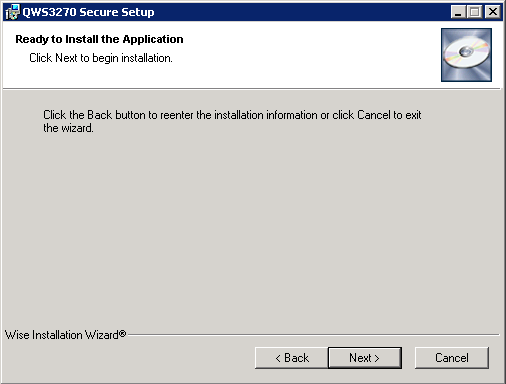 QWS3270 Secure Setup
Ready to Install the Application
Click Next to begin installation.
Click the Back button to reenter the installation information or click Cancel to exit
the wizard.
Wise Installation Wizard®
< Back
Next >
Cancel